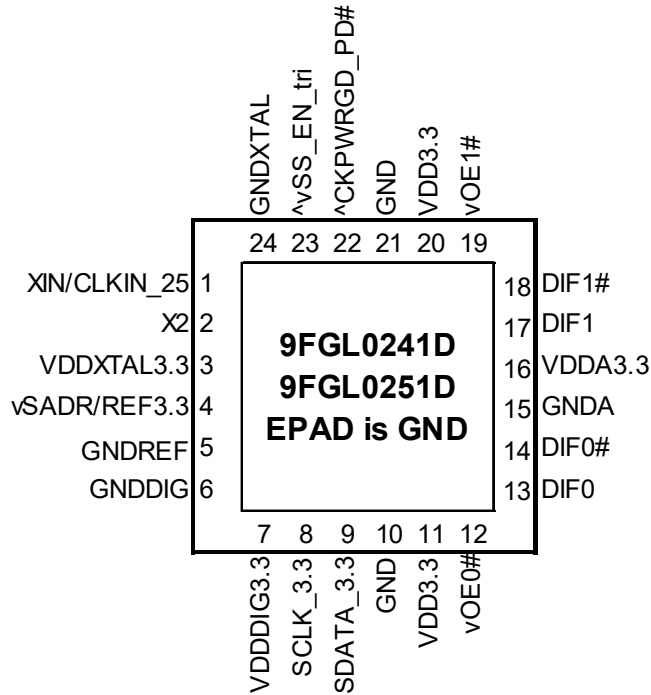 GNDXTAL
^vSS_EN_tri
^CKPWRGD_PD#
GND
VDD3.3
vOE1#
24 23 22 21 20 19
XIN/CLKIN_25 1
X2 2
VDDXTAL3.3 3
vSADR/REF3.3 4
GNDREF 5
GNDDIG 6
9FGL0241D
9FGL0251D
EPAD is GND
18 DIF1#
17 DIF1
16 VDDA3.3
15 GNDA
14 DIF0#
13 DIF0
7 8 9 10 11 12
VDDDIG3.3
SCLK_3.3
SDATA_3.3
GND
VDD3.3
vOE0#